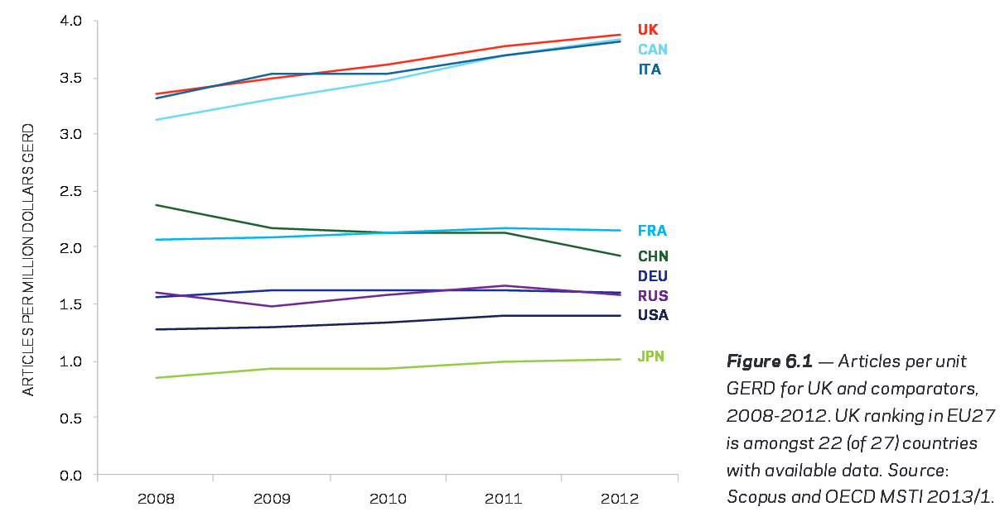 ARTICLES PER MILLION DOLLARS GERD
4.0
3.5
3.0
2.5
2.0
1.5
1.0
0.5
0.0
2008 2009 2010 2011 2012
UK
CAN
ITA
FRA
CHN
DEU
RUS
USA
JPN
Figure 6.1 — Articles per unit
GERD for UK and comparators,
2008-2012. UK ranking in EU27
is amongst 22 (of 27) countries
with available data. Source:
Scopus and OECD MSTI 2013/1.